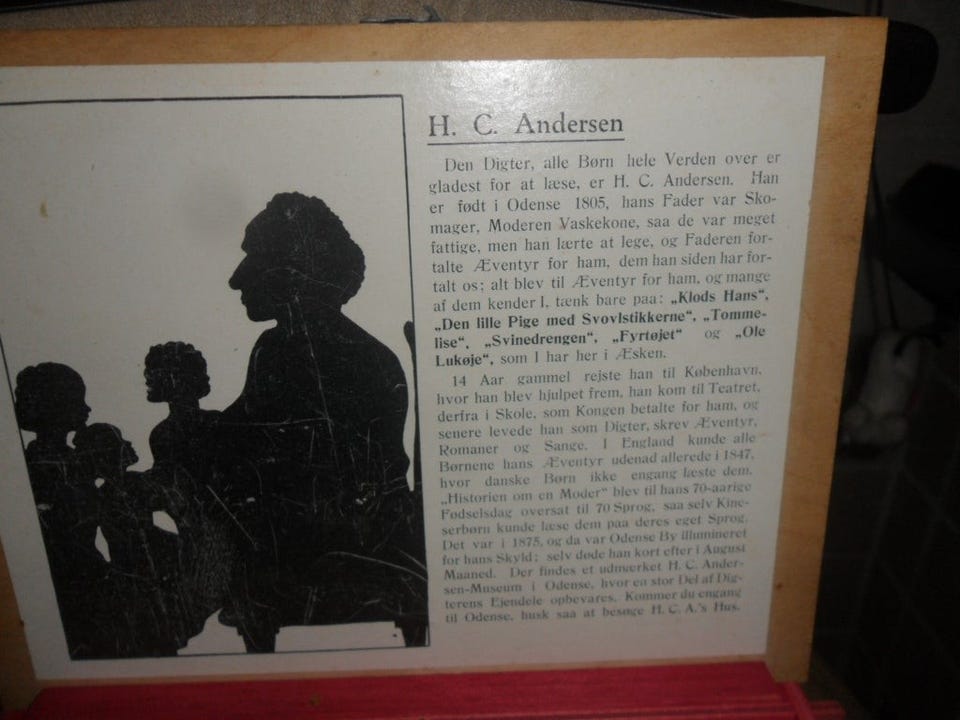 H. C. Andersen
Den Digter, alle Børn hele Verden over er
gladest for at læse, er H. C. Andersen. Han
er født i Odense 1805, hans Fader var Sko-
mager, Moderen Vaskekone, saa de var meget
fattige, men han lærte at lege, og Faderen for-
talte Æventyr for ham, dem han siden har for-
talt os; alt blev til Æventyr for ham, og mange
af dem kender I, tænk bare paa: „Klods Hans“,
„Den lille Pige med Svovlstikkerne“, „Tomme-
lise“, „Svinedrengen“, „Fyrtøjet“ og „Ole
Lukøje“, som I har her i Æsken.
14 Aar gammel rejste han til København,
hvor han blev hjulpet frem, han kom til Teatret,
derfra i Skole, som Kongen betalte for ham, og
senere levede han som Digter, skrev Æventyr,
Romaner og Sange. I England kunde alle
Børnene hans Æventyr udenad allerede i 1847,
hvor danske Børn ikke engang læste dem.
„Historien om en Moder“ blev til hans 70-aarige
Fødselsdag oversat til 70 Sprog, saa selv Kine-
serbørn kunde læse dem paa deres eget Sprog.
Det var i 1875, og da var Odense By illumineret
for hans Skyld; selv døde han kort efter i August
Maaned. Der findes et udmærket H. C. Ander-
sen-Museum i Odense, hvor en stor Del af Dig-
terens Ejendele opbevares. Kommer du engang
til Odense, husk saa at besøge H. C. A.'s Hus.